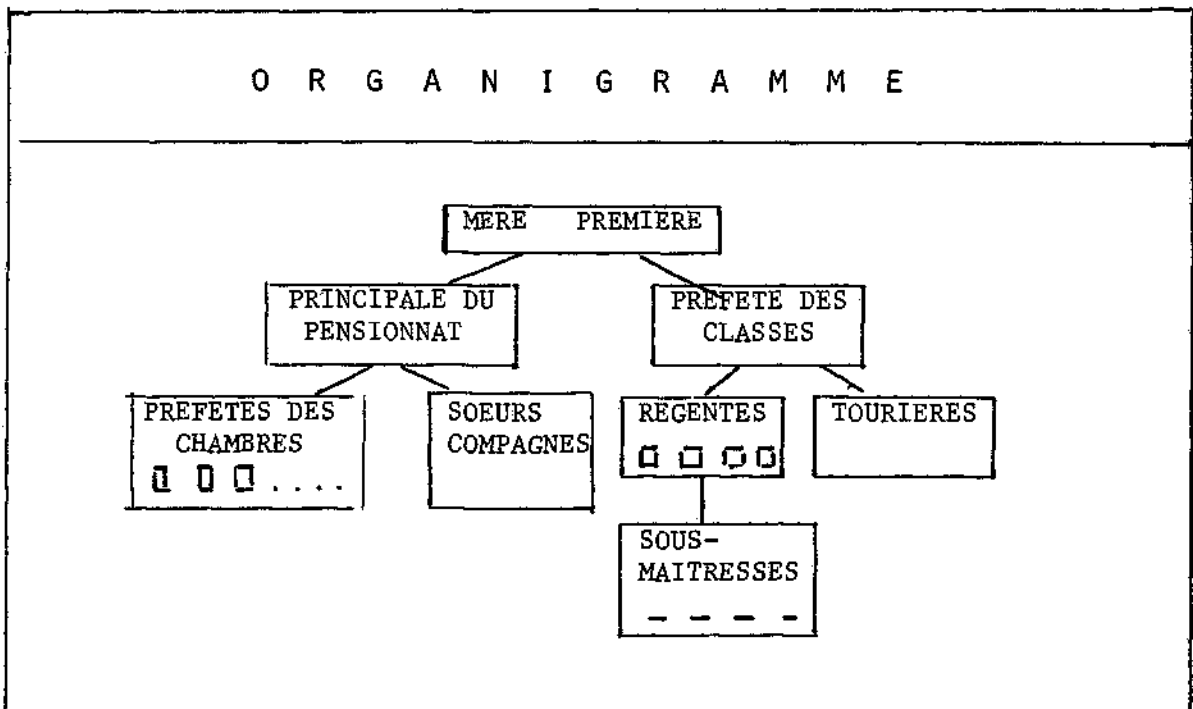 ORGANIGRAMME
MERE PREMIERE
PRINCIPALE DU
PENSIONNAT
PREFETE DES
CLASSES
PREFETES DES
CHAMBRES
....
SOEURS
COMPAGNES
REGENTES
TOURIERES
SOUS-
MAITRESSES
- - - -